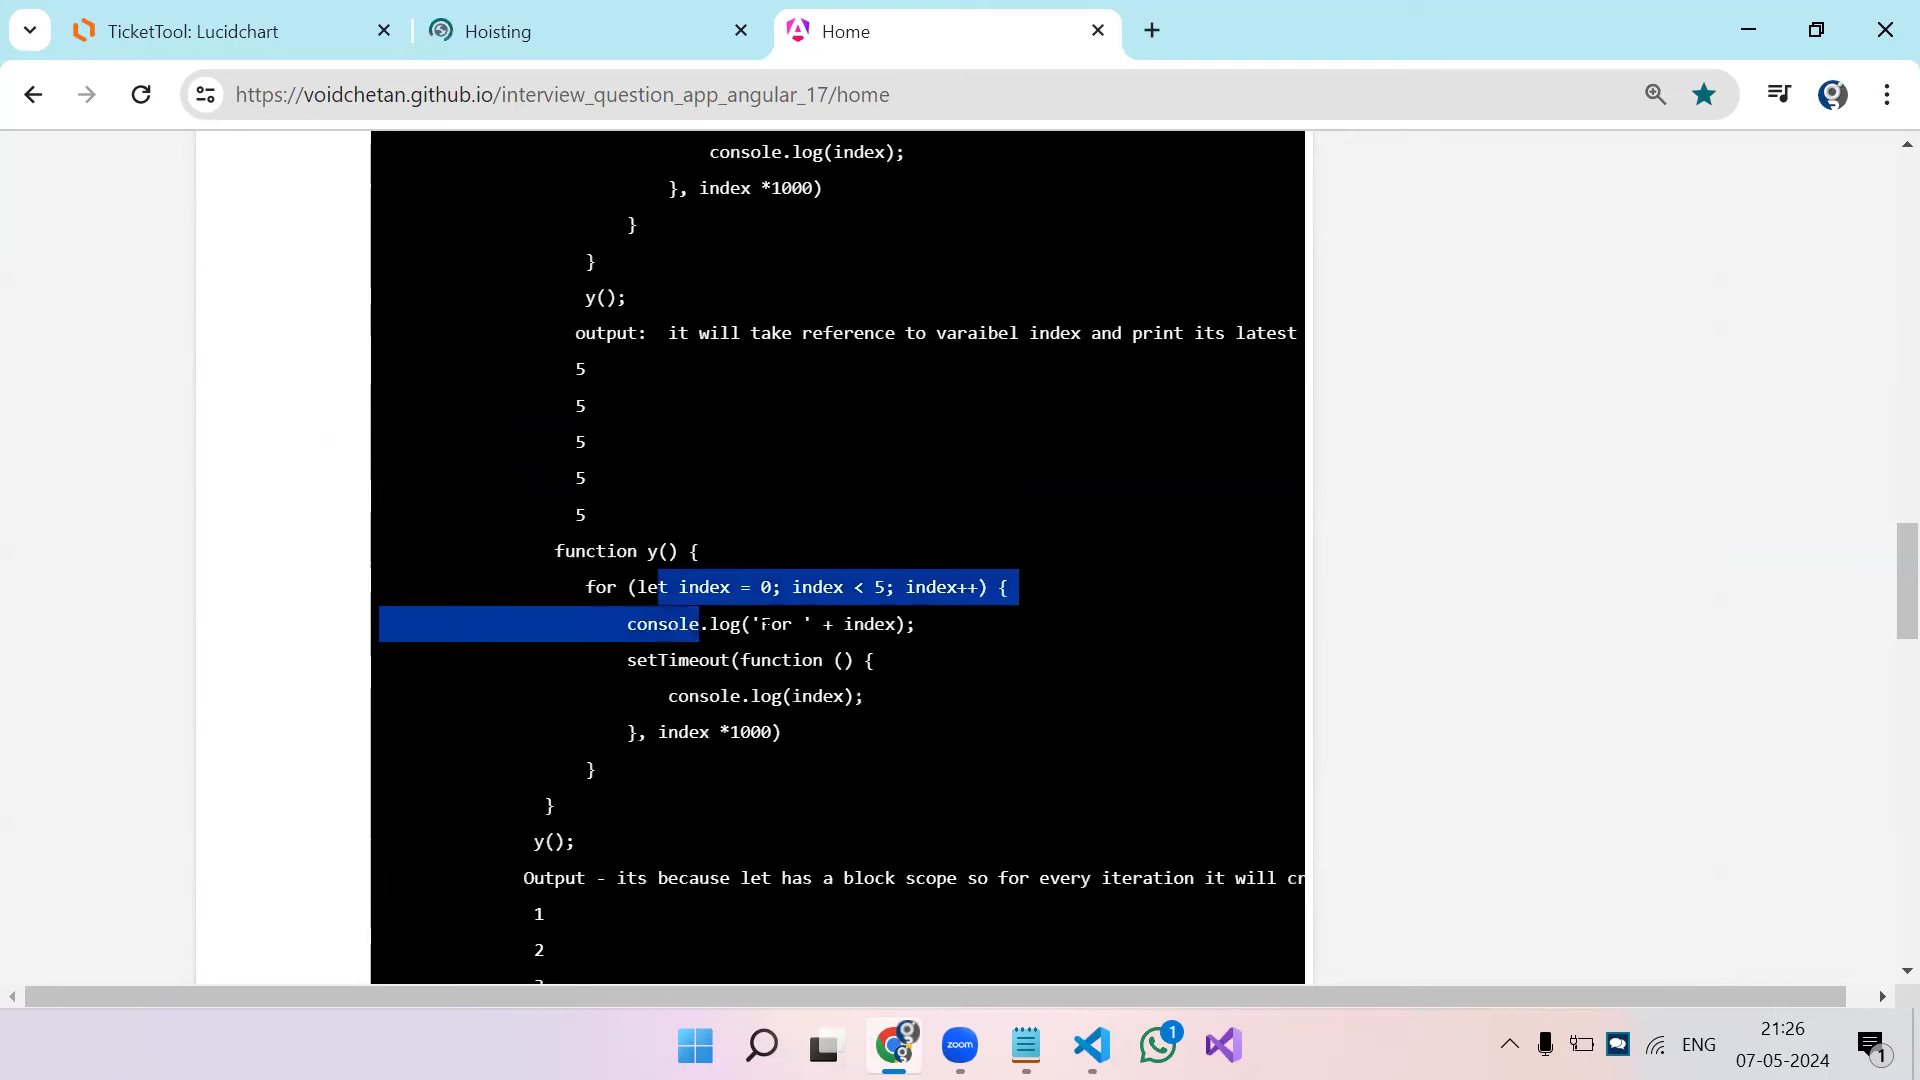 TicketTool: Lucidchart
Hoisting
Home
https://voidchetan.github.io/interview_question_app_angular_17/home
console.log(index);
}, index *1000)
}
}
y();
output:  it will take reference to varaibel index and print its latest
5
5
5
5
5
function y() {
for (let index = 0; index < 5; index++) {
console.log('For ' + index);
setTimeout(function () {
console.log(index);
}, index *1000)
}
}
y();
Output - its because let has a block scope so for every iteration it will cr
1
2
zoom
1
ENG
21:26
07-05-2024
1